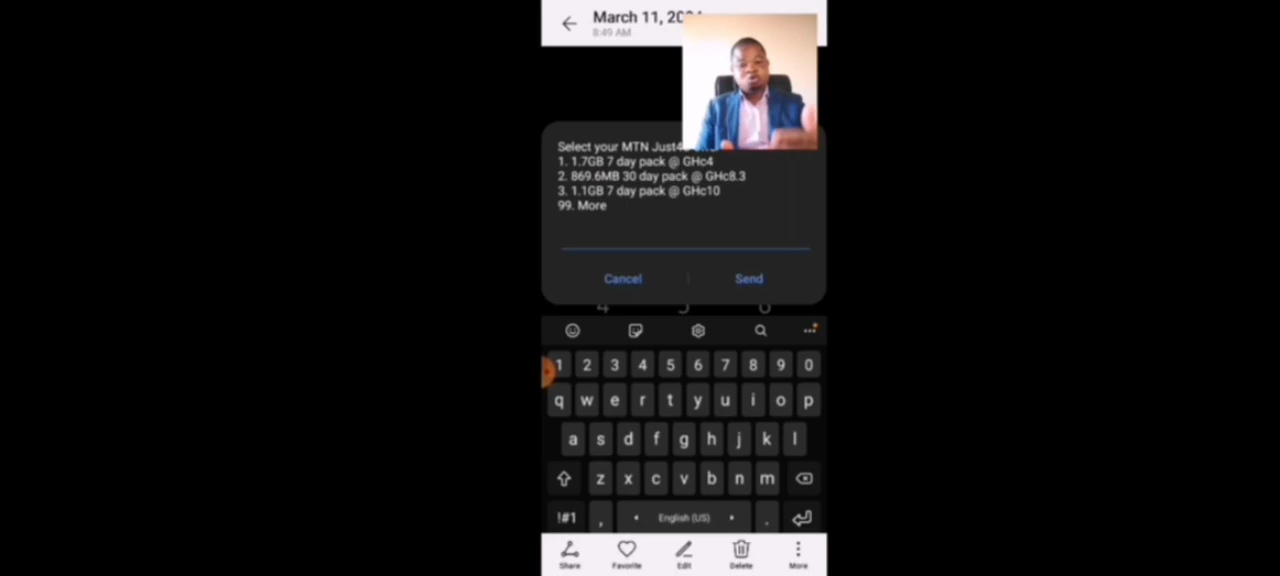 March 11, 20
8:49 AM
Select your MTN Just4
1. 1.7GB 7 day pack @ GHc4
2. 869.6MB 30 day pack @ GHc8.3
3. 1.1GB 7 day pack @ GHc10
99. More
Cancel
Send
1 2 3 4 5 6 7 8 9 0
q w e r t y u i o p
a s d f g h j k l
z x c v b n m
!#1 , English (US) .
Share Favorite Edit Delete More